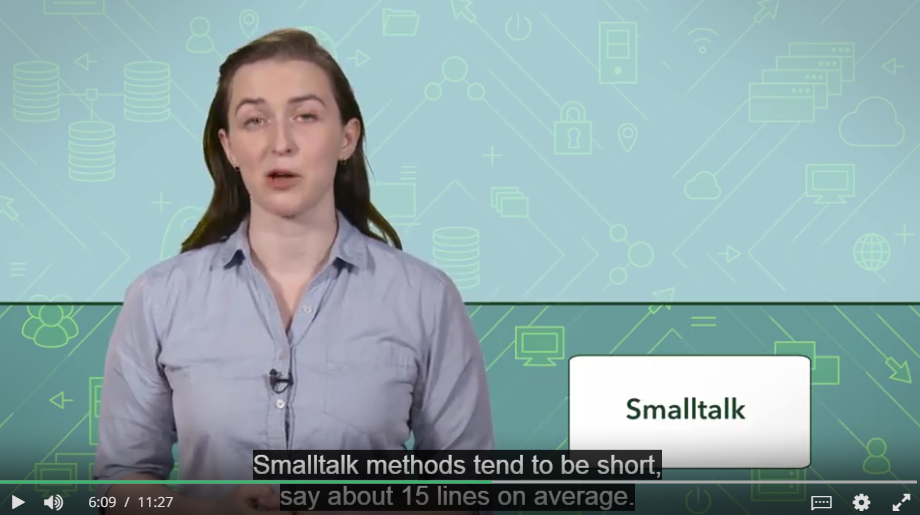 Smalltalk
Smalltalk methods tend to be short,
say about 15 lines on average.
6:09 / 11:27